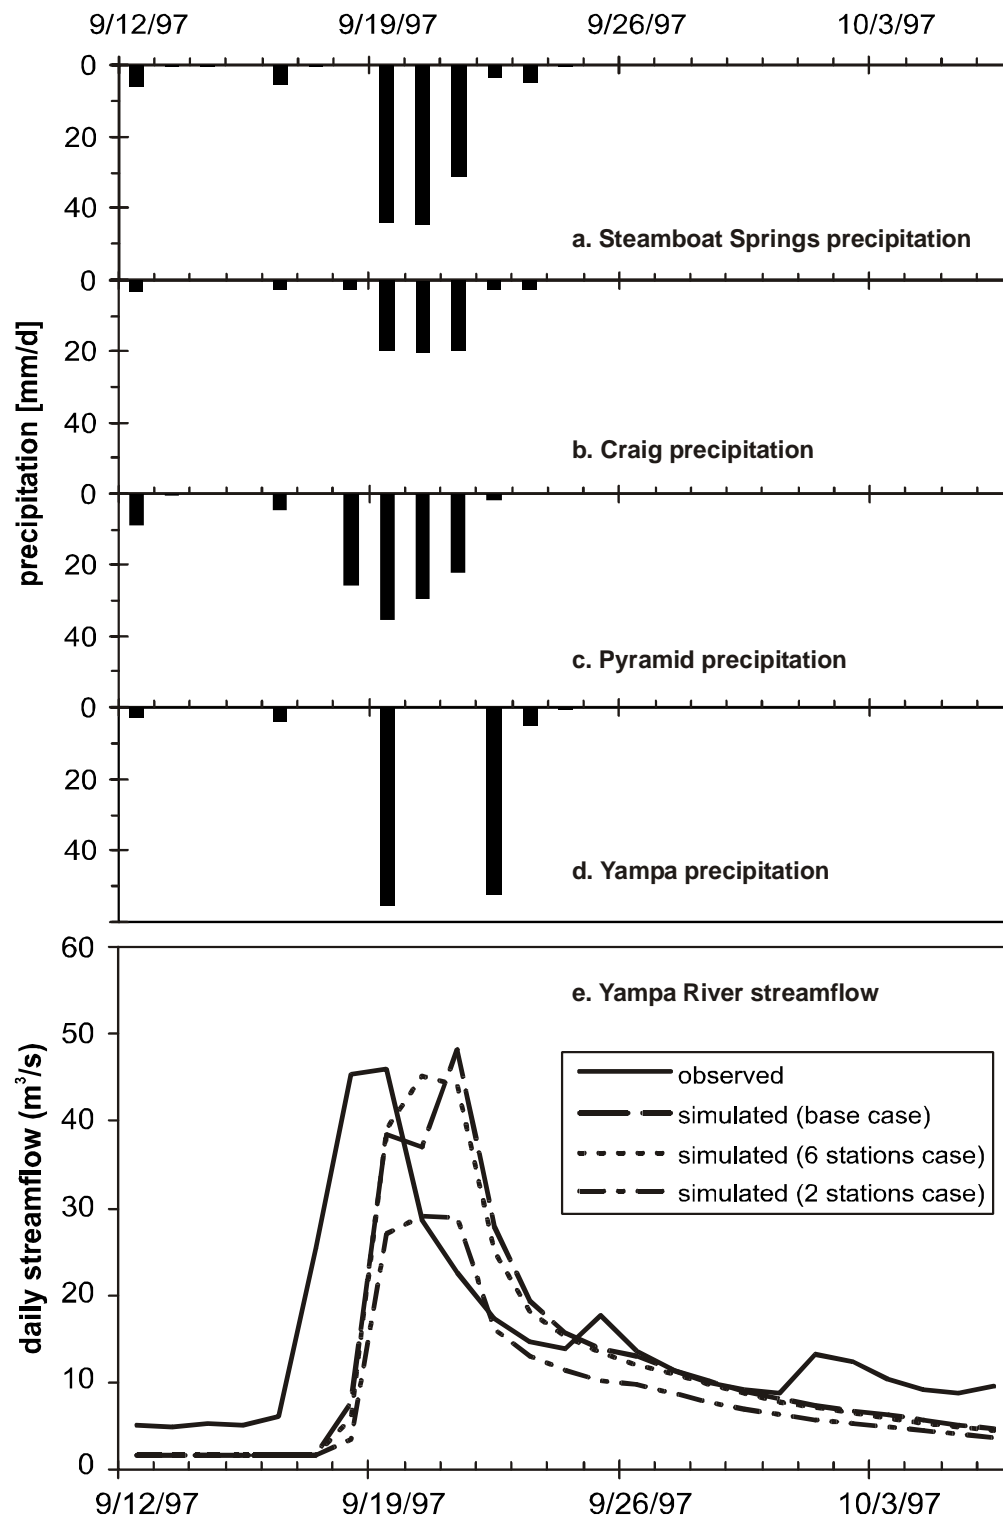 9/12/97 9/19/97 9/26/97 10/3/97
0
20
40
a. Steamboat Springs precipitation
0
20
40
b. Craig precipitation
precipitation [mm/d]
0
20
40
c. Pyramid precipitation
0
20
40
d. Yampa precipitation
60
50
40
30
20
10
0
daily streamflow (m³/s)
e. Yampa River streamflow
observed
simulated (base case)
simulated (6 stations case)
simulated (2 stations case)
9/12/97 9/19/97 9/26/97 10/3/97